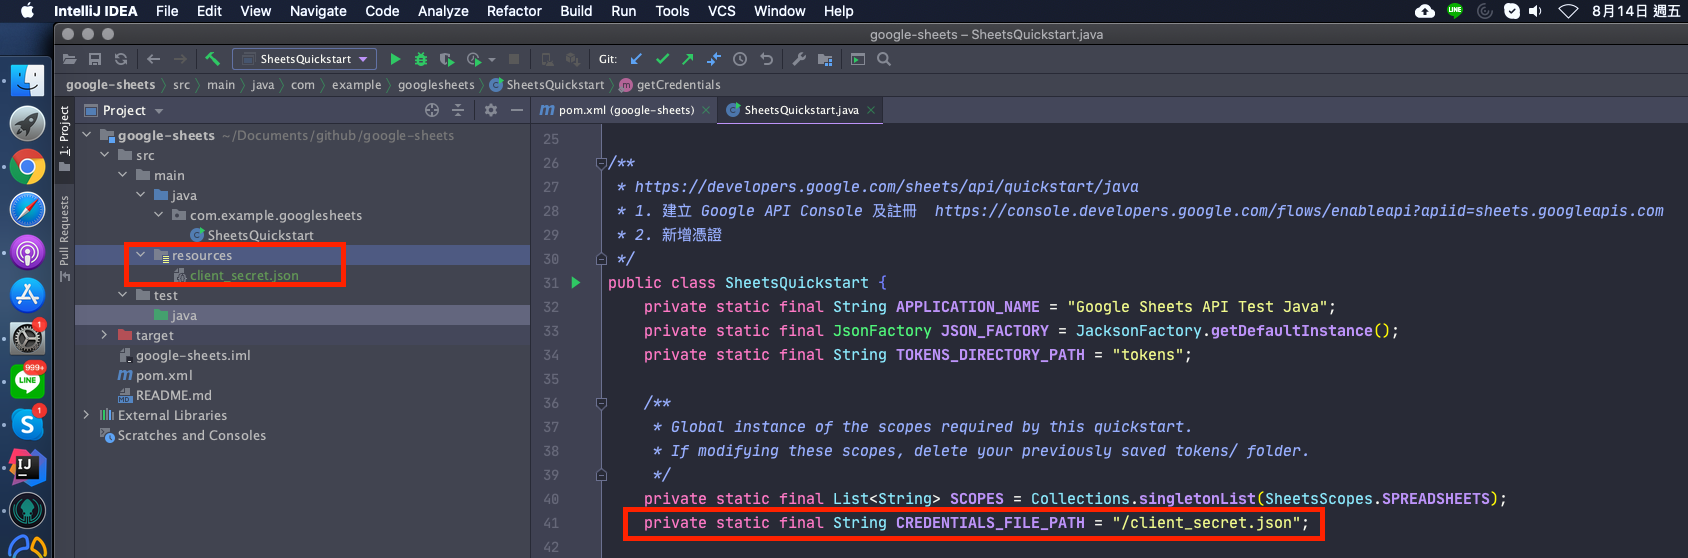 IntelliJ IDEA File Edit View Navigate Code Analyze Refactor Build Run Tools VCS Window Help 8月14日 週五
google-sheets – SheetsQuickstart.java
SheetsQuickstart Git:
google-sheets src main java com example googlesheets SheetsQuickstart getCredentials
1: Project
Pull Requests
Project
google-sheets ~/Documents/github/google-sheets
src
main
java
com.example.googlesheets
SheetsQuickstart
resources
client_secret.json
test
java
target
google-sheets.iml
pom.xml
README.md
External Libraries
Scratches and Consoles
pom.xml (google-sheets) SheetsQuickstart.java
25
26 /**
27 * https://developers.google.com/sheets/api/quickstart/java
28 * 1. 建立 Google API Console 及註冊 https://console.developers.google.com/flows/enableapi?apiid=sheets.googleapis.com
29 * 2. 新增憑證
30 */
31 public class SheetsQuickstart {
32 private static final String APPLICATION_NAME = "Google Sheets API Test Java";
33 private static final JsonFactory JSON_FACTORY = JacksonFactory.getDefaultInstance();
34 private static final String TOKENS_DIRECTORY_PATH = "tokens";
35
36 /**
37 * Global instance of the scopes required by this quickstart.
38 * If modifying these scopes, delete your previously saved tokens/ folder.
39 */
40 private static final List<String> SCOPES = Collections.singletonList(SheetsScopes.SPREADSHEETS);
41 private static final String CREDENTIALS_FILE_PATH = "/client_secret.json";
42
1
999+
LINE
1
IJ